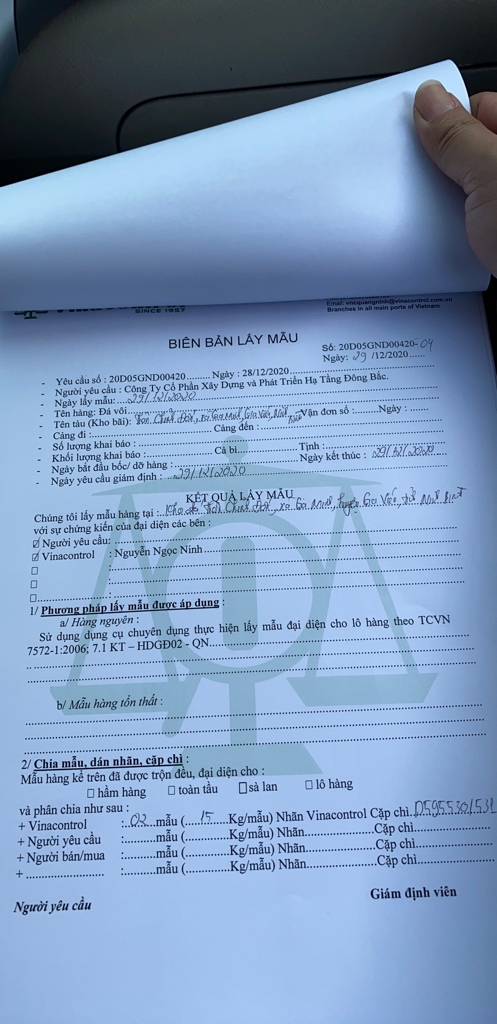 SINCE 1957
Email: vncquangninh@vinacontrol.com.vn
Branches in all main ports of Vietnam
BIÊN BẢN LẤY MẪU
Số: 20D05GND00420-04
Ngày: 29 /12/2020......
- Yêu cầu số : 20D05GND00420......... Ngày : 28/12/2020
- Người yêu cầu : Công Ty Cổ Phần Xây Dựng và Phát Triển Hạ Tầng Đông Bắc.
- Ngày lấy mẫu:....29/12/2020
- Tên hàng: Đá vôi
- Tên tàu (Kho bãi): Vận đơn số :.........Ngày : .......
- Cảng đi : Cảng đến :
- Số lượng khai báo :
- Khối lượng khai báo : Cả bì Tịnh :
- Ngày bắt đầu bốc/ dỡ hàng : Ngày kết thúc : 29/12/2020
- Ngày yêu cầu giám định : 29/12/2020
KẾT QUẢ LẤY MẪU
Chúng tôi lấy mẫu hàng tại :
với sự chứng kiến của đại diện các bên :
☑ Người yêu cầu:
☑ Vinacontrol : Nguyễn Ngọc Ninh
□
□
□
1/ Phương pháp lấy mẫu được áp dụng :
a/ Hàng nguyên :
Sử dụng dụng cụ chuyên dụng thực hiện lấy mẫu đại diện cho lô hàng theo TCVN
7572-1:2006; 7.1 KT – HDGĐ02 - QN
b/ Mẫu hàng tổn thất :
2/ Chia mẫu, dán nhãn, cặp chì :
Mẫu hàng kể trên đã được trộn đều, đại diện cho :
□ hầm hàng □ toàn tầu □ sà lan □ lô hàng
và phân chia như sau :
+ Vinacontrol :..02...mẫu (....15....Kg/mẫu) Nhãn Vinacontrol Cặp chì
+ Người yêu cầu :.........mẫu (...........Kg/mẫu) Nhãn Cặp chì
+ Người bán/mua :.........mẫu (...........Kg/mẫu) Nhãn Cặp chì
+ ........................ :.........mẫu (...........Kg/mẫu) Nhãn Cặp chì
Người yêu cầu Giám định viên